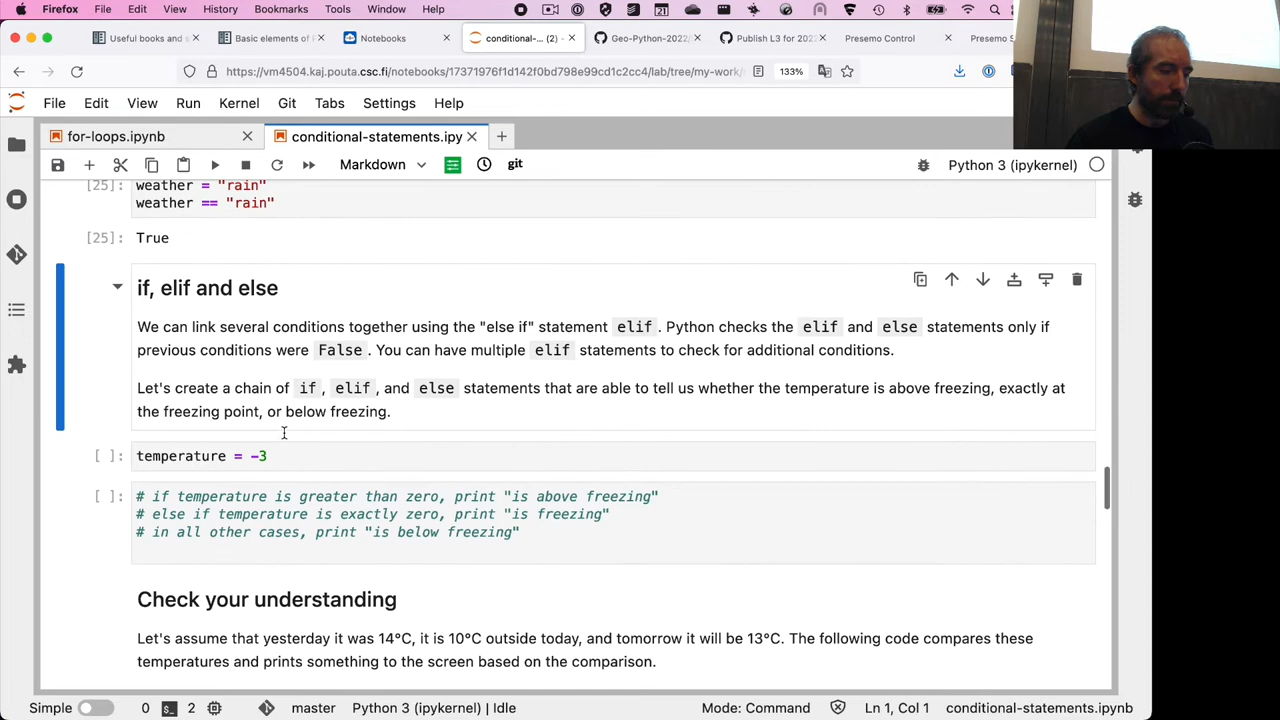 Firefox File Edit View History Bookmarks Tools Window Help
Useful books and s Basic elements of F Notebooks conditional-... (2) Geo-Python-2022/ Publish L3 for 2022 Presemo Control Presemo S
https://vm4504.kaj.pouta.csc.fi/notebooks/17371976f1d142f0bd798e99cd1c2cc4/lab/tree/my-work/ 133%
File Edit View Run Kernel Git Tabs Settings Help
for-loops.ipynb conditional-statements.ipy
Markdown git Python 3 (ipykernel)
[25]: weather = "rain"
weather == "rain"
[25]: True
if, elif and else
We can link several conditions together using the "else if" statement elif. Python checks the elif and else statements only if
previous conditions were False. You can have multiple elif statements to check for additional conditions.
Let's create a chain of if, elif, and else statements that are able to tell us whether the temperature is above freezing, exactly at
the freezing point, or below freezing.
[ ]: temperature = -3
[ ]: # if temperature is greater than zero, print "is above freezing"
# else if temperature is exactly zero, print "is freezing"
# in all other cases, print "is below freezing"
Check your understanding
Let's assume that yesterday it was 14°C, it is 10°C outside today, and tomorrow it will be 13°C. The following code compares these
temperatures and prints something to the screen based on the comparison.
Simple 0 2 master Python 3 (ipykernel) | Idle Mode: Command Ln 1, Col 1 conditional-statements.ipynb